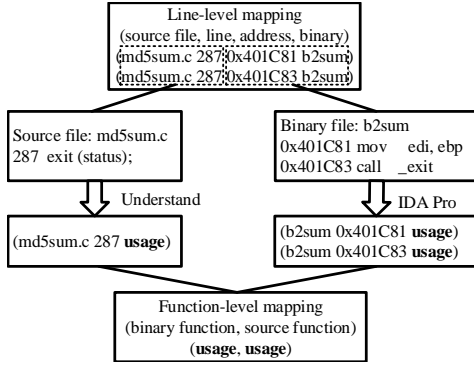 Line-level mapping
(source file, line, address, binary)
(md5sum.c 287 0x401C81 b2sum)
(md5sum.c 287 0x401C83 b2sum)
Source file: md5sum.c
287 exit (status);
Binary file: b2sum
0x401C81 mov edi, ebp
0x401C83 call _exit
Understand
IDA Pro
(md5sum.c 287 usage)
(b2sum 0x401C81 usage)
(b2sum 0x401C83 usage)
Function-level mapping
(binary function, source function)
(usage, usage)